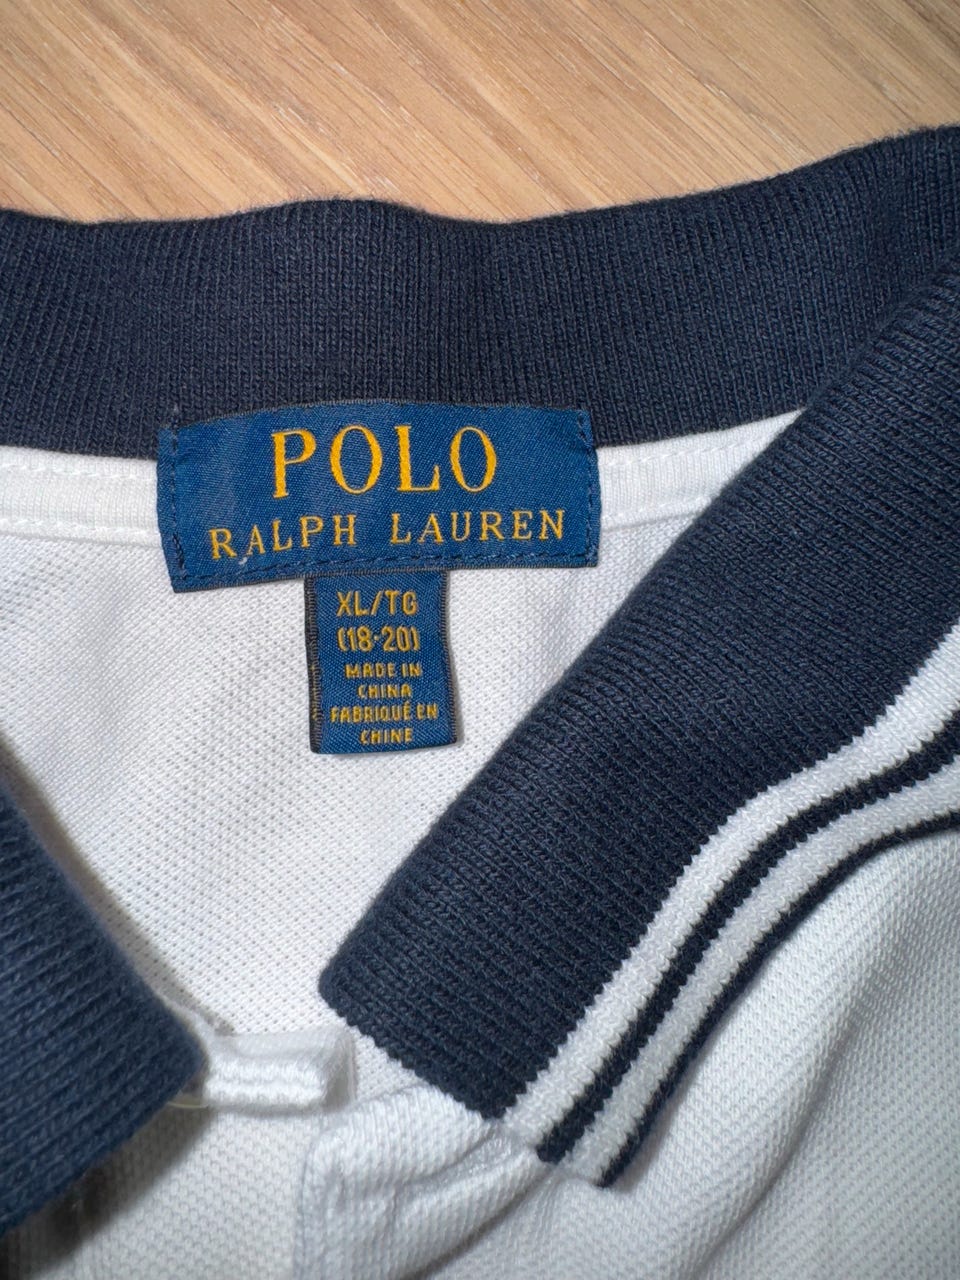 POLO
RALPH LAUREN
XL/TG
(18-20)
MADE IN
CHINA
FABRIQUÉ EN
CHINE